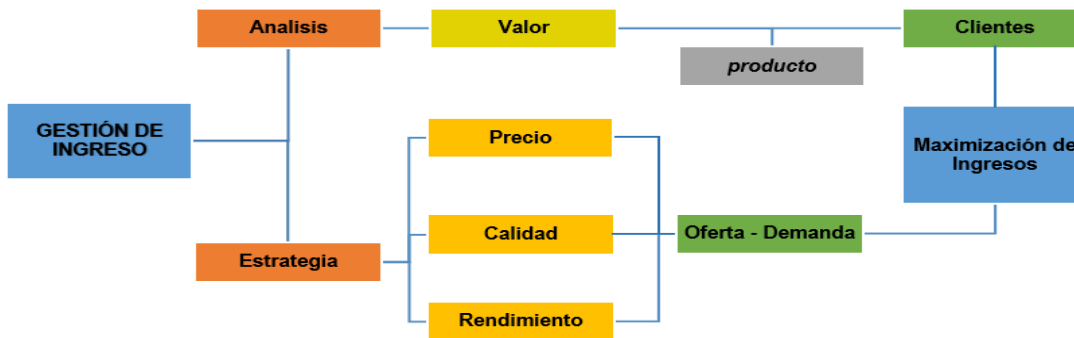 Analisis
Valor
Clientes
producto
GESTIÓN DE
INGRESO
Precio
Maximización de
Ingresos
Calidad
Oferta - Demanda
Estrategia
Rendimiento